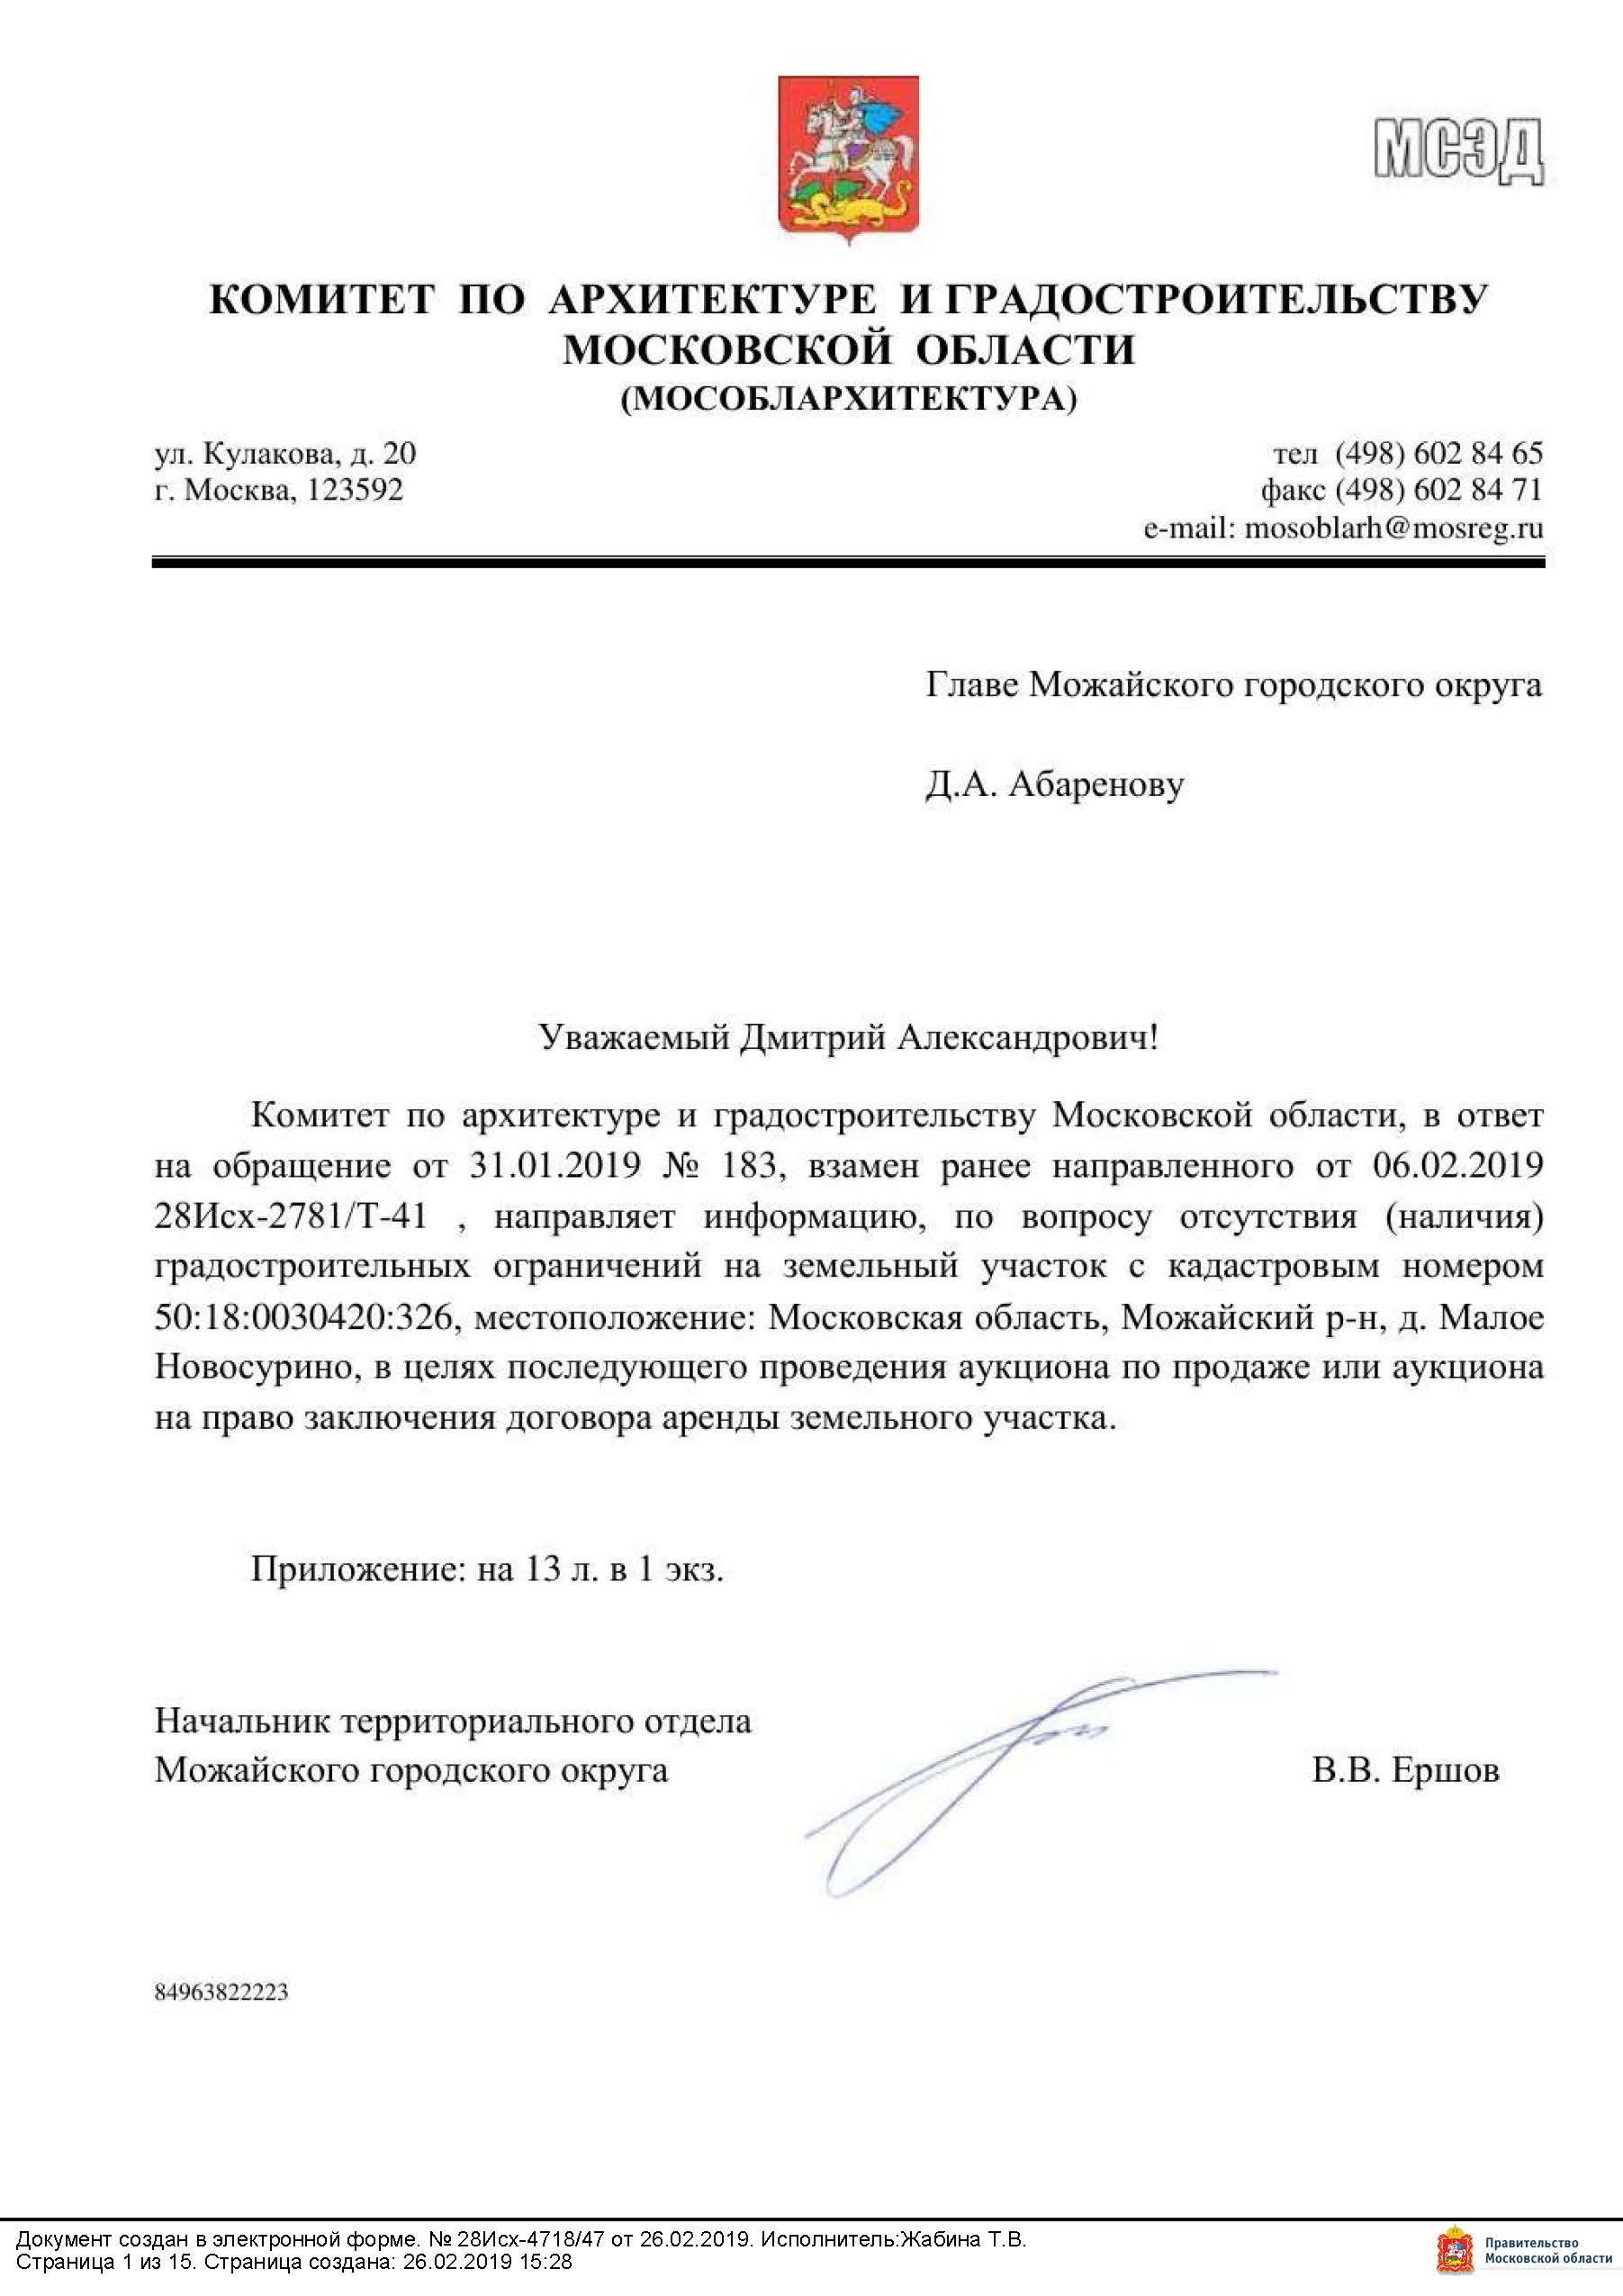 МСЭД
КОМИТЕТ ПО АРХИТЕКТУРЕ И ГРАДОСТРОИТЕЛЬСТВУ
МОСКОВСКОЙ ОБЛАСТИ
(МОСОБЛАРХИТЕКТУРА)
ул. Кулакова, д. 20
г. Москва, 123592
тел (498) 602 84 65
факс (498) 602 84 71
e-mail: mosoblarh@mosreg.ru
Главе Можайского городского округа
Д.А. Абаренову
Уважаемый Дмитрий Александрович!
Комитет по архитектуре и градостроительству Московской области, в ответ
на обращение от 31.01.2019 № 183, взамен ранее направленного от 06.02.2019
28Исх-2781/Т-41 , направляет информацию, по вопросу отсутствия (наличия)
градостроительных ограничений на земельный участок с кадастровым номером
50:18:0030420:326, местоположение: Московская область, Можайский р-н, д. Малое
Новосурино, в целях последующего проведения аукциона по продаже или аукциона
на право заключения договора аренды земельного участка.
Приложение: на 13 л. в 1 экз.
Начальник территориального отдела
Можайского городского округа
В.В. Ершов
84963822223
Документ создан в электронной форме. № 28Исх-4718/47 от 26.02.2019. Исполнитель:Жабина Т.В.
Страница 1 из 15. Страница создана: 26.02.2019 15:28
Правительство
Московской области